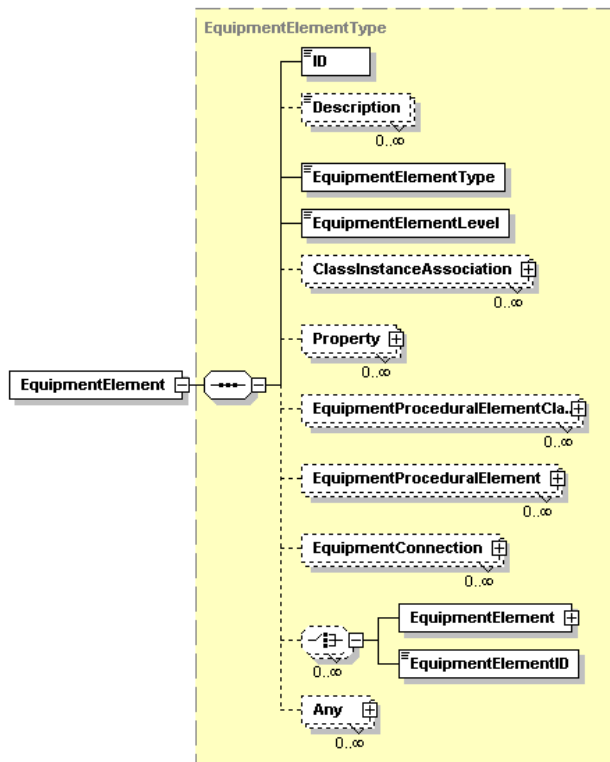 EquipmentElementType
ID
Description
0..∞
EquipmentElementType
EquipmentElementLevel
ClassInstanceAssociation
0..∞
Property
0..∞
EquipmentElement
EquipmentProceduralElementCla..
0..∞
EquipmentProceduralElement
0..∞
EquipmentConnection
0..∞
EquipmentElement
0..∞
EquipmentElementID
Any
0..∞